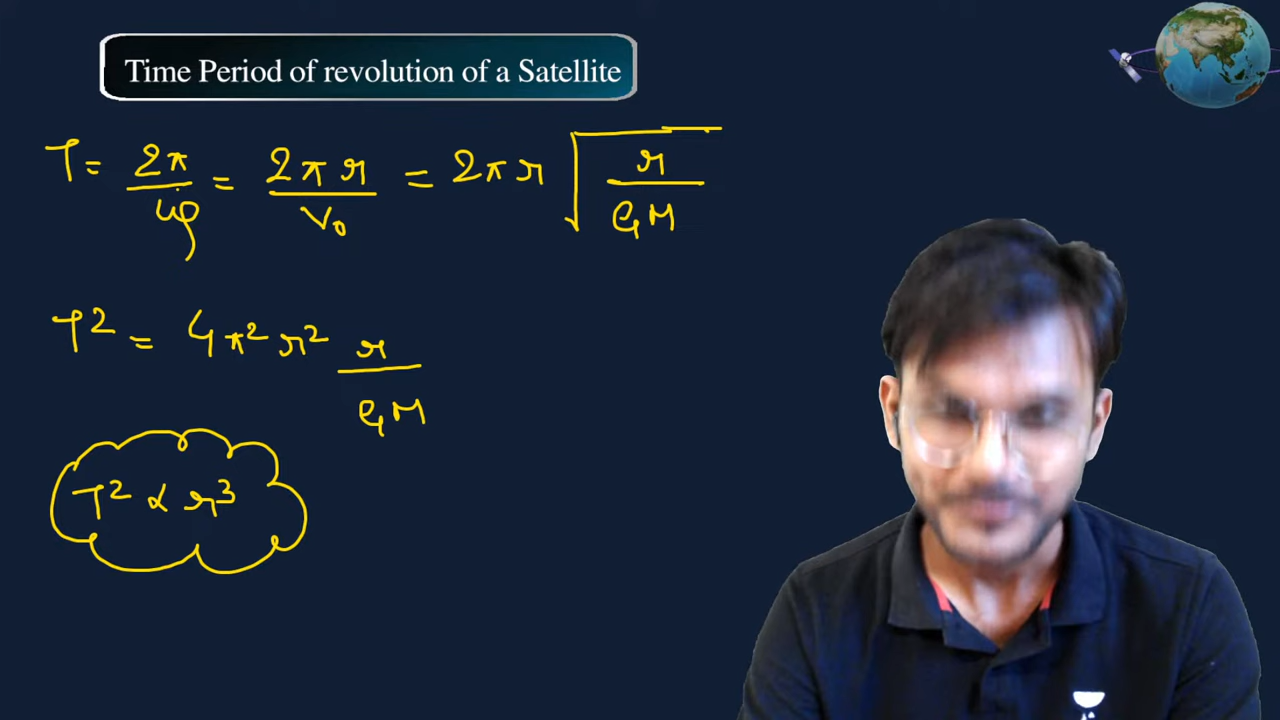 Time Period of revolution of a Satellite
T = 2π/ω = 2πr/V₀ = 2πr √(r/GM)
T² = 4π²r² r/GM
T² ∝ r³